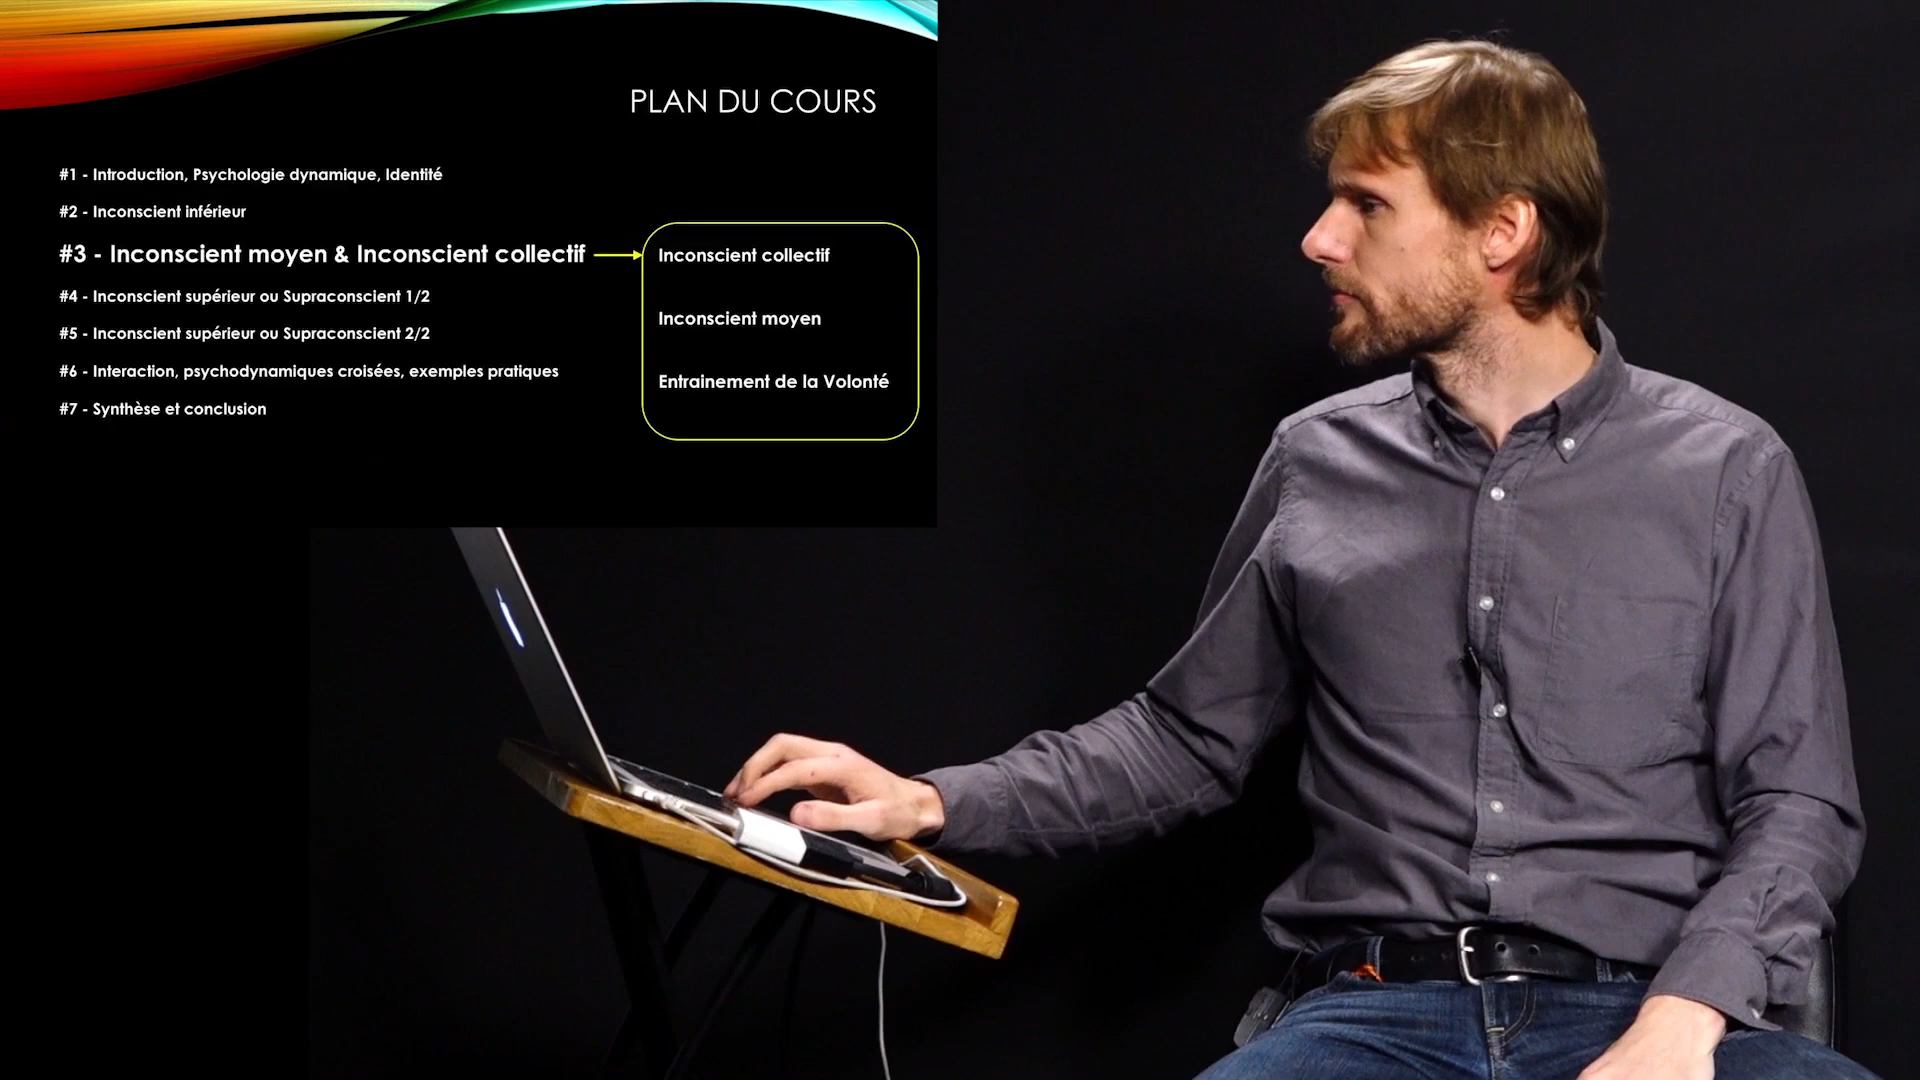 PLAN DU COURS
#1 - Introduction, Psychologie dynamique, Identité
#2 - Inconscient inférieur
#3 - Inconscient moyen & Inconscient collectif
#4 - Inconscient supérieur ou Supraconscient 1/2
#5 - Inconscient supérieur ou Supraconscient 2/2
#6 - Interaction, psychodynamiques croisées, exemples pratiques
#7 - Synthèse et conclusion
Inconscient collectif
Inconscient moyen
Entrainement de la Volonté